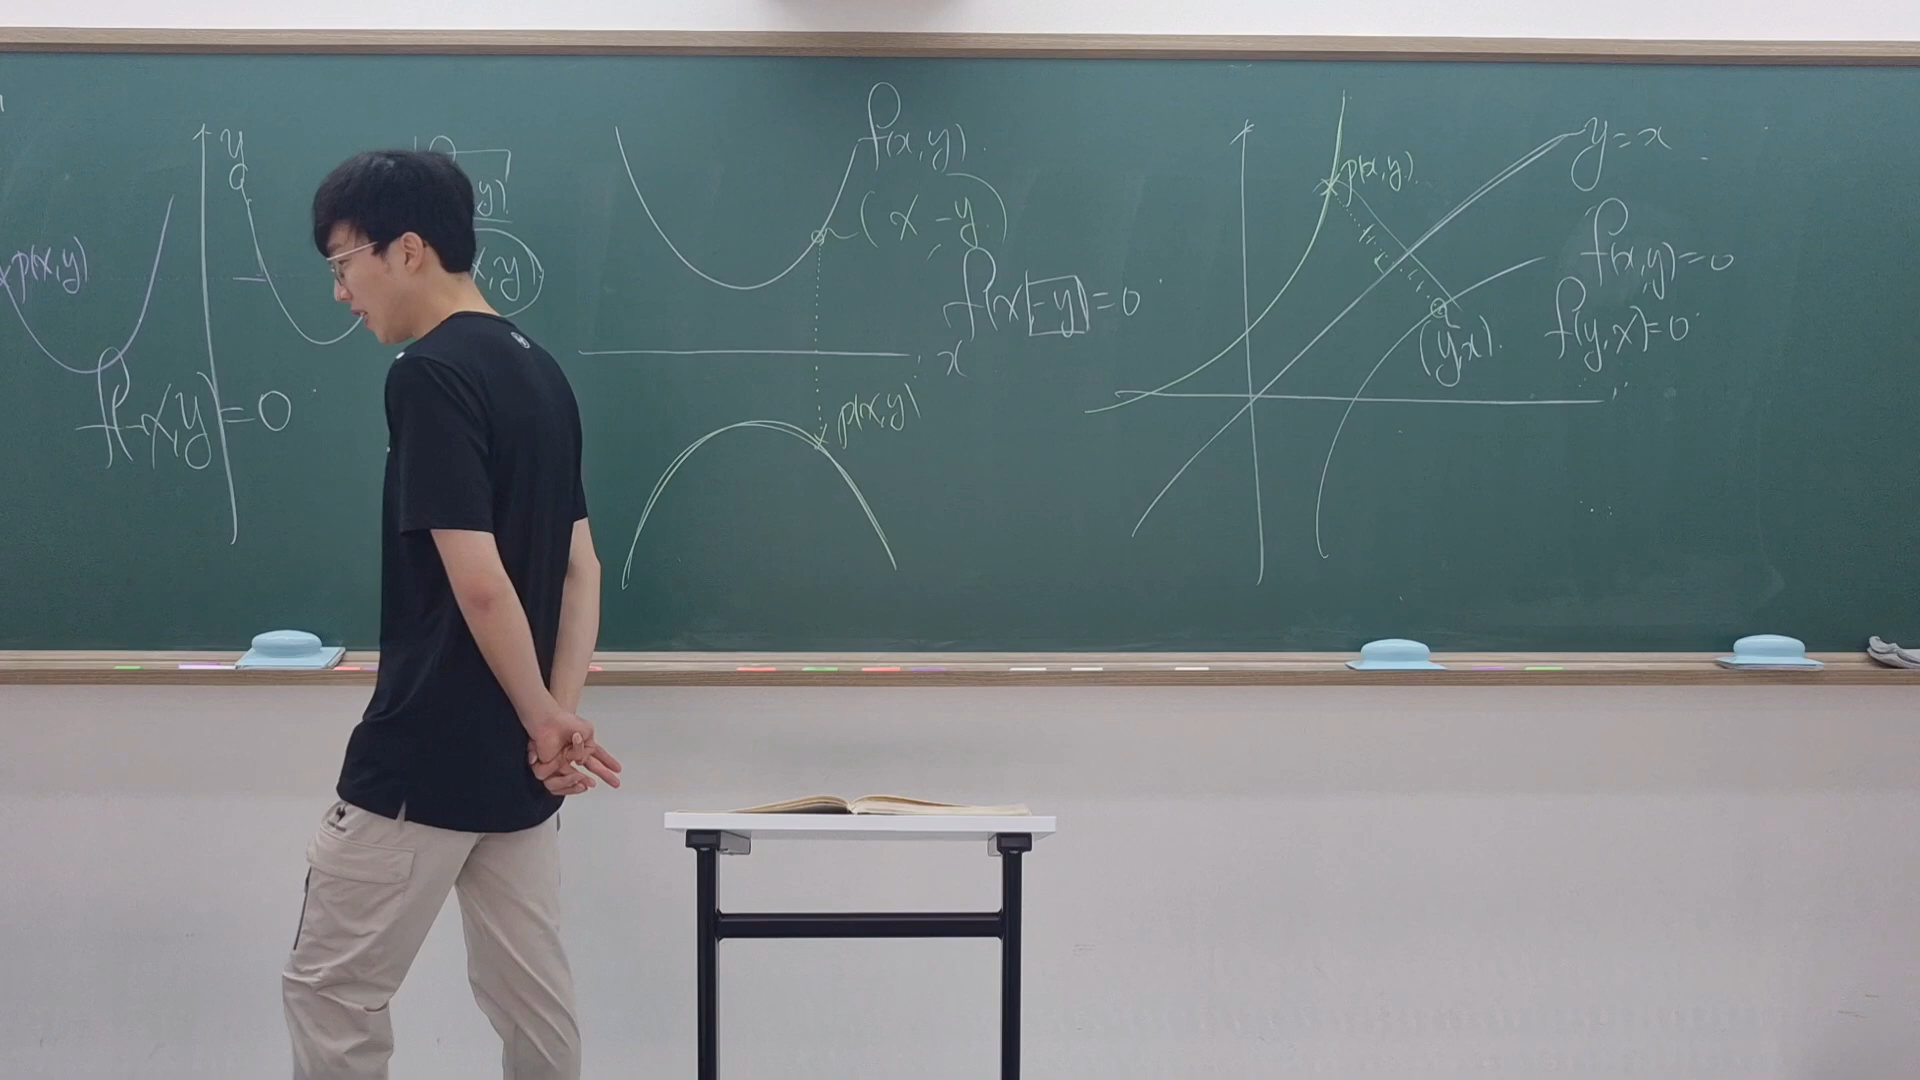 y
p(x,y)
f(-x,y)=0
y)
x,y)
f(x,y)
(x -y)
f(x,-y)=0
x
p(x,y)
y=x
p(x,y)
f(x,y)=0
f(y,x)=0
(y,x)